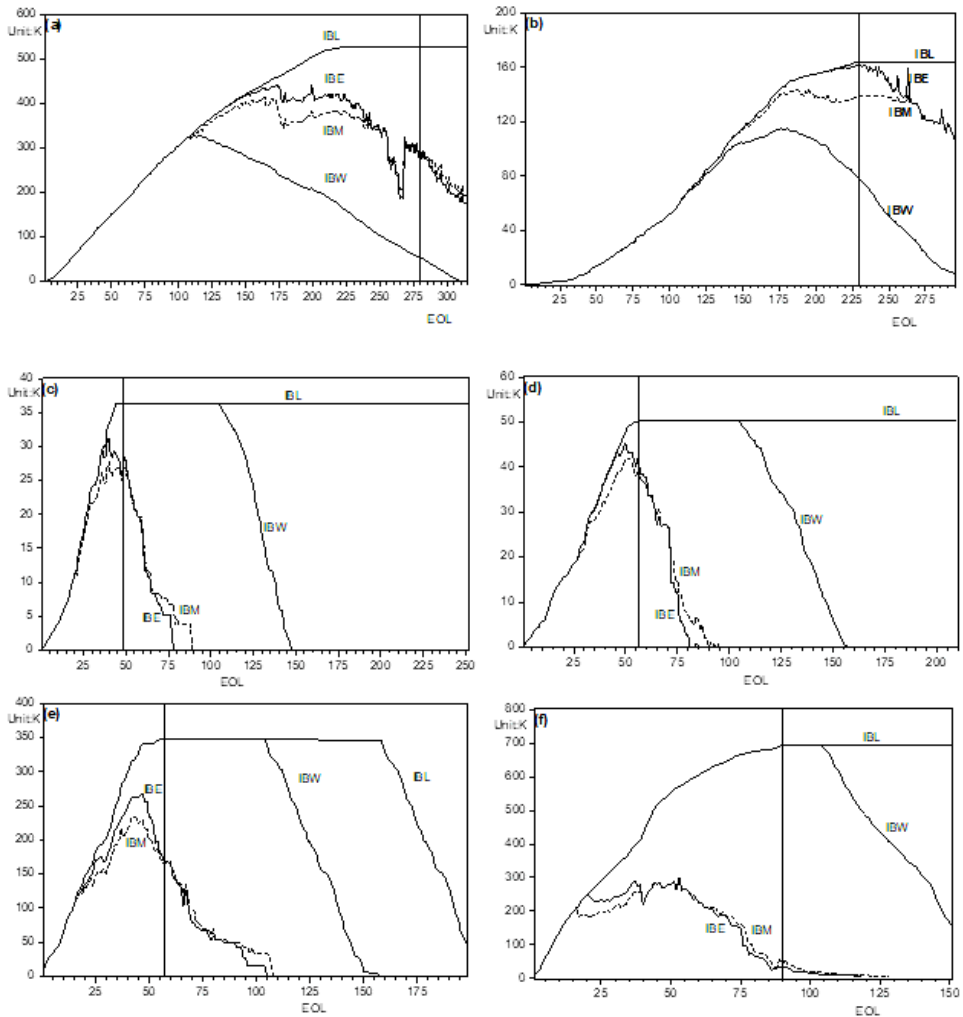 (a)
Unit:K
600
500
400
300
200
100
0
IBL
IBE
IBM
IBW
25 50 75 100 125 150 175 200 225 250 275 300
EOL
(b)
Unit:K
200
160
120
80
40
0
IBL
IBE
IBM
IBW
25 50 75 100 125 150 175 200 225 250 275
EOL
(c)
Unit:K
40
35
30
25
20
15
10
5
0
IBL
IBW
IBM
IBE
25 50 75 100 125 150 175 200 225 250
EOL
(d)
Unit:K
60
50
40
30
20
10
0
IBL
IBW
IBM
IBE
25 50 75 100 125 150 175 200
EOL
(e)
Unit:K
400
350
300
250
200
150
100
50
0
IBE
IBM
IBW
IBL
25 50 75 100 125 150 175
EOL
(f)
Unit:K
800
700
600
500
400
300
200
100
0
IBL
IBW
IBE
IBM
25 50 75 100 125 150
EOL